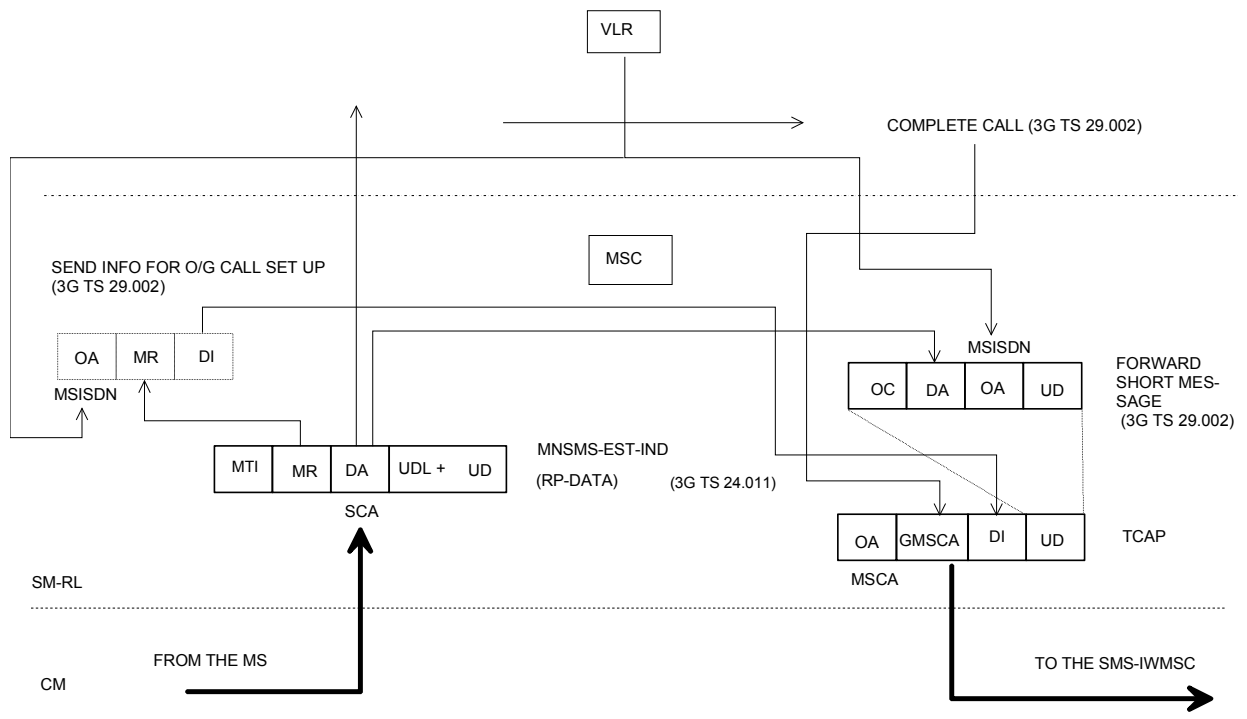 VLR
COMPLETE CALL (3G TS 29.002)
MSC
SEND INFO FOR O/G CALL SET UP
(3G TS 29.002)
OA MR DI
MSISDN
MSISDN
OC DA OA UD
FORWARD
SHORT MES-
SAGE
(3G TS 29.002)
MTI MR DA UDL + UD
MNSMS-EST-IND
(RP-DATA) (3G TS 24.011)
SCA
OA GMSCA DI UD
TCAP
MSCA
SM-RL
FROM THE MS
TO THE SMS-IWMSC
CM